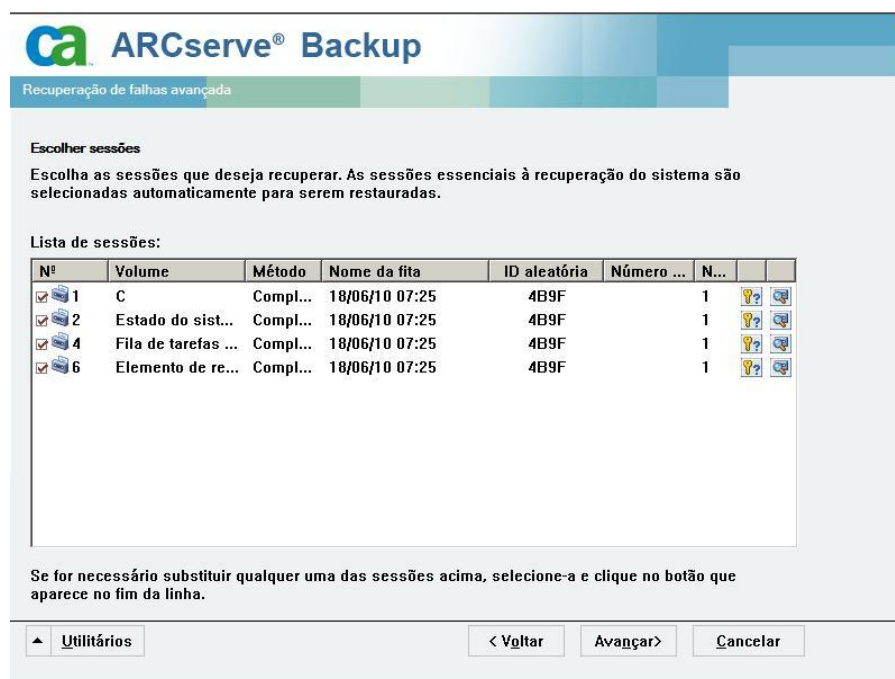 ca ARCserve® Backup
Recuperação de falhas avançada
Escolher sessões
Escolha as sessões que deseja recuperar. As sessões essenciais à recuperação do sistema são
selecionadas automaticamente para serem restauradas.
Lista de sessões:
Nº Volume Método Nome da fita ID aleatória Número ... N...
1 C Compl... 18/06/10 07:25 4B9F 1
2 Estado do sist... Compl... 18/06/10 07:25 4B9F 1
4 Fila de tarefas ... Compl... 18/06/10 07:25 4B9F 1
6 Elemento de re... Compl... 18/06/10 07:25 4B9F 1
Se for necessário substituir qualquer uma das sessões acima, selecione-a e clique no botão que
aparece no fim da linha.
Utilitários < Voltar Avançar> Cancelar